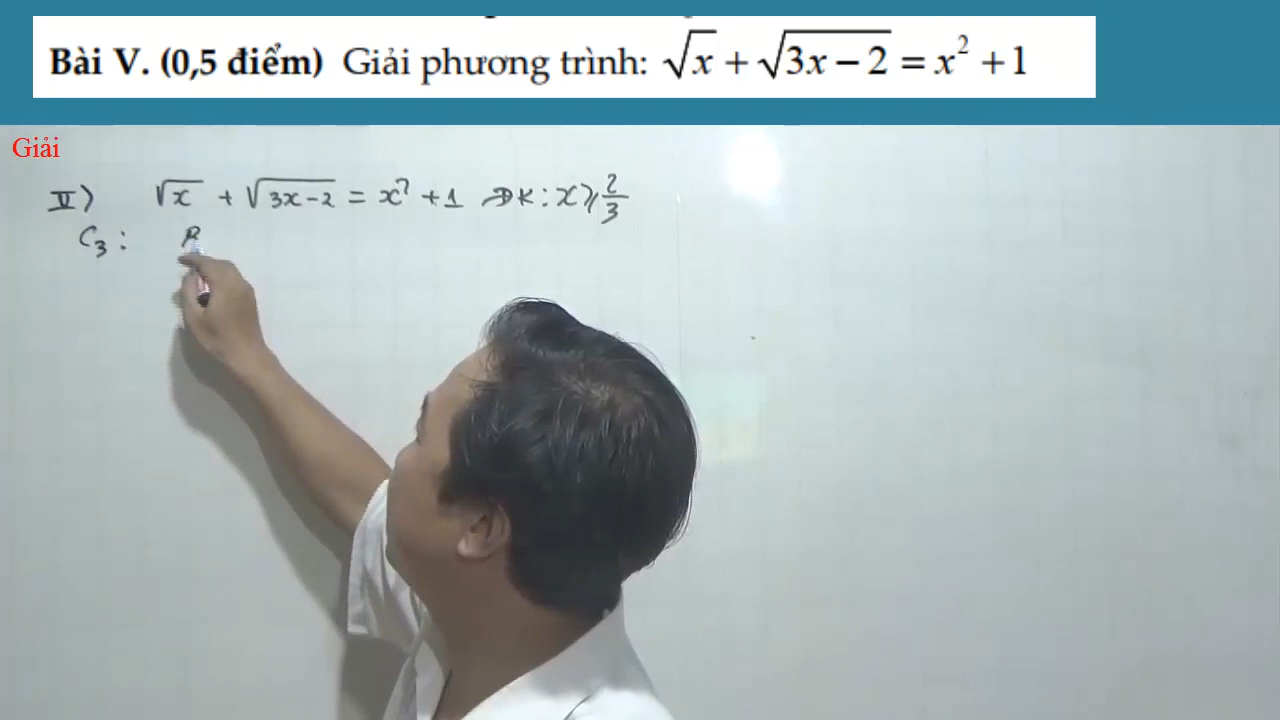 Bài V. (0,5 điểm) Giải phương trình: √x + √3x − 2 = x² + 1
Giải
V) √x + √3x-2 = x² + 1 ĐK: x ≥ 2/3
C₃: